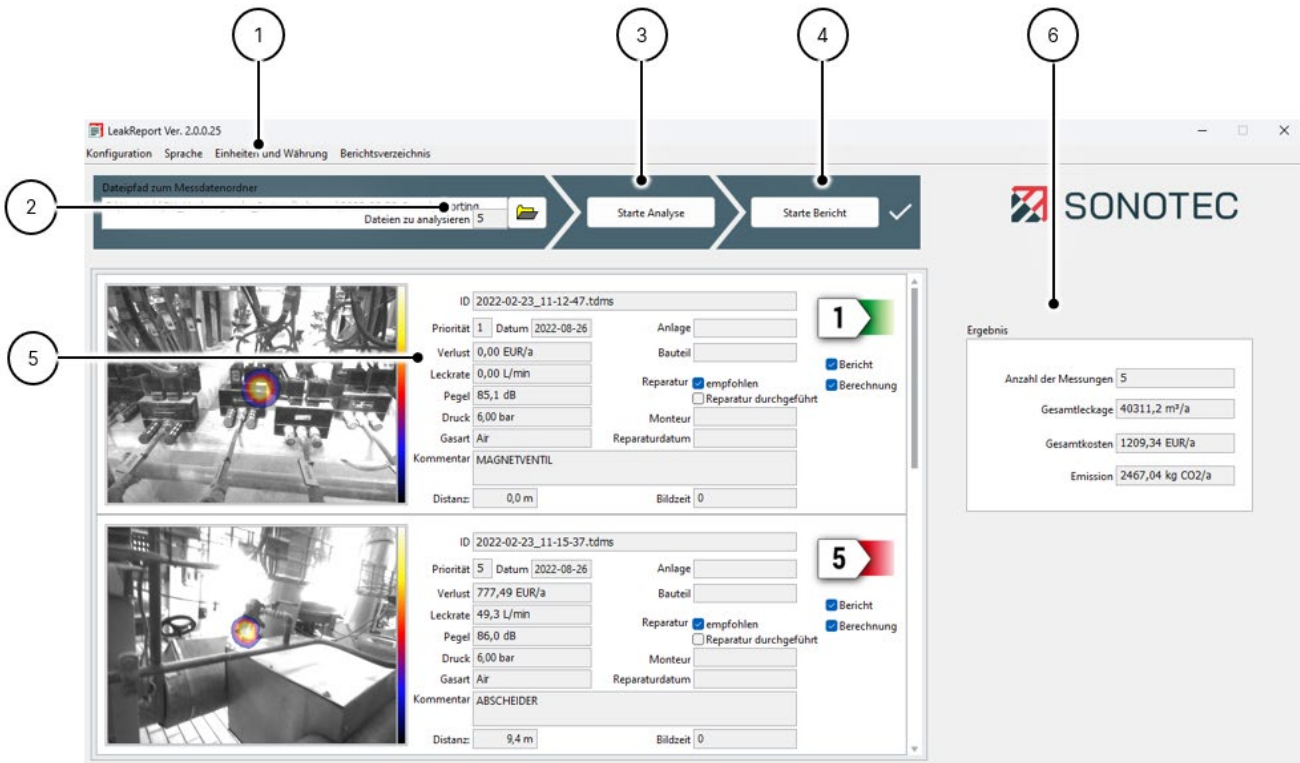 1
3
4
6
LeakReport Ver. 2.0.0.25
Konfiguration Sprache Einheiten und Währung Berichtsverzeichnis
Dateipfad zum Messdatenordner
2
Dateien zu analysieren 5
Starte Analyse
Starte Bericht
SONOTEC
ID 2022-02-23_11-12-47.tdms
1
Priorität 1 Datum 2022-08-26 Anlage
Ergebnis
5
Verlust 0,00 EUR/a Bauteil
Bericht
Leckrate 0,00 L/min Reparatur empfohlen Berechnung
Anzahl der Messungen 5
Pegel 85,1 dB Reparatur durchgeführt
Gesamtleckage 40311,2 m³/a
Druck 6,00 bar Monteur
Gasart Air Reparaturdatum
Gesamtkosten 1209,34 EUR/a
Kommentar MAGNETVENTIL
Emission 2467,04 kg CO2/a
Distanz: 0,0 m Bildzeit 0
ID 2022-02-23_11-15-37.tdms
5
Priorität 5 Datum 2022-08-26 Anlage
Verlust 777,49 EUR/a Bauteil
Bericht
Leckrate 49,3 L/min Reparatur empfohlen Berechnung
Pegel 86,0 dB Reparatur durchgeführt
Druck 6,00 bar Monteur
Gasart Air Reparaturdatum
Kommentar ABSCHEIDER
Distanz: 9,4 m Bildzeit 0